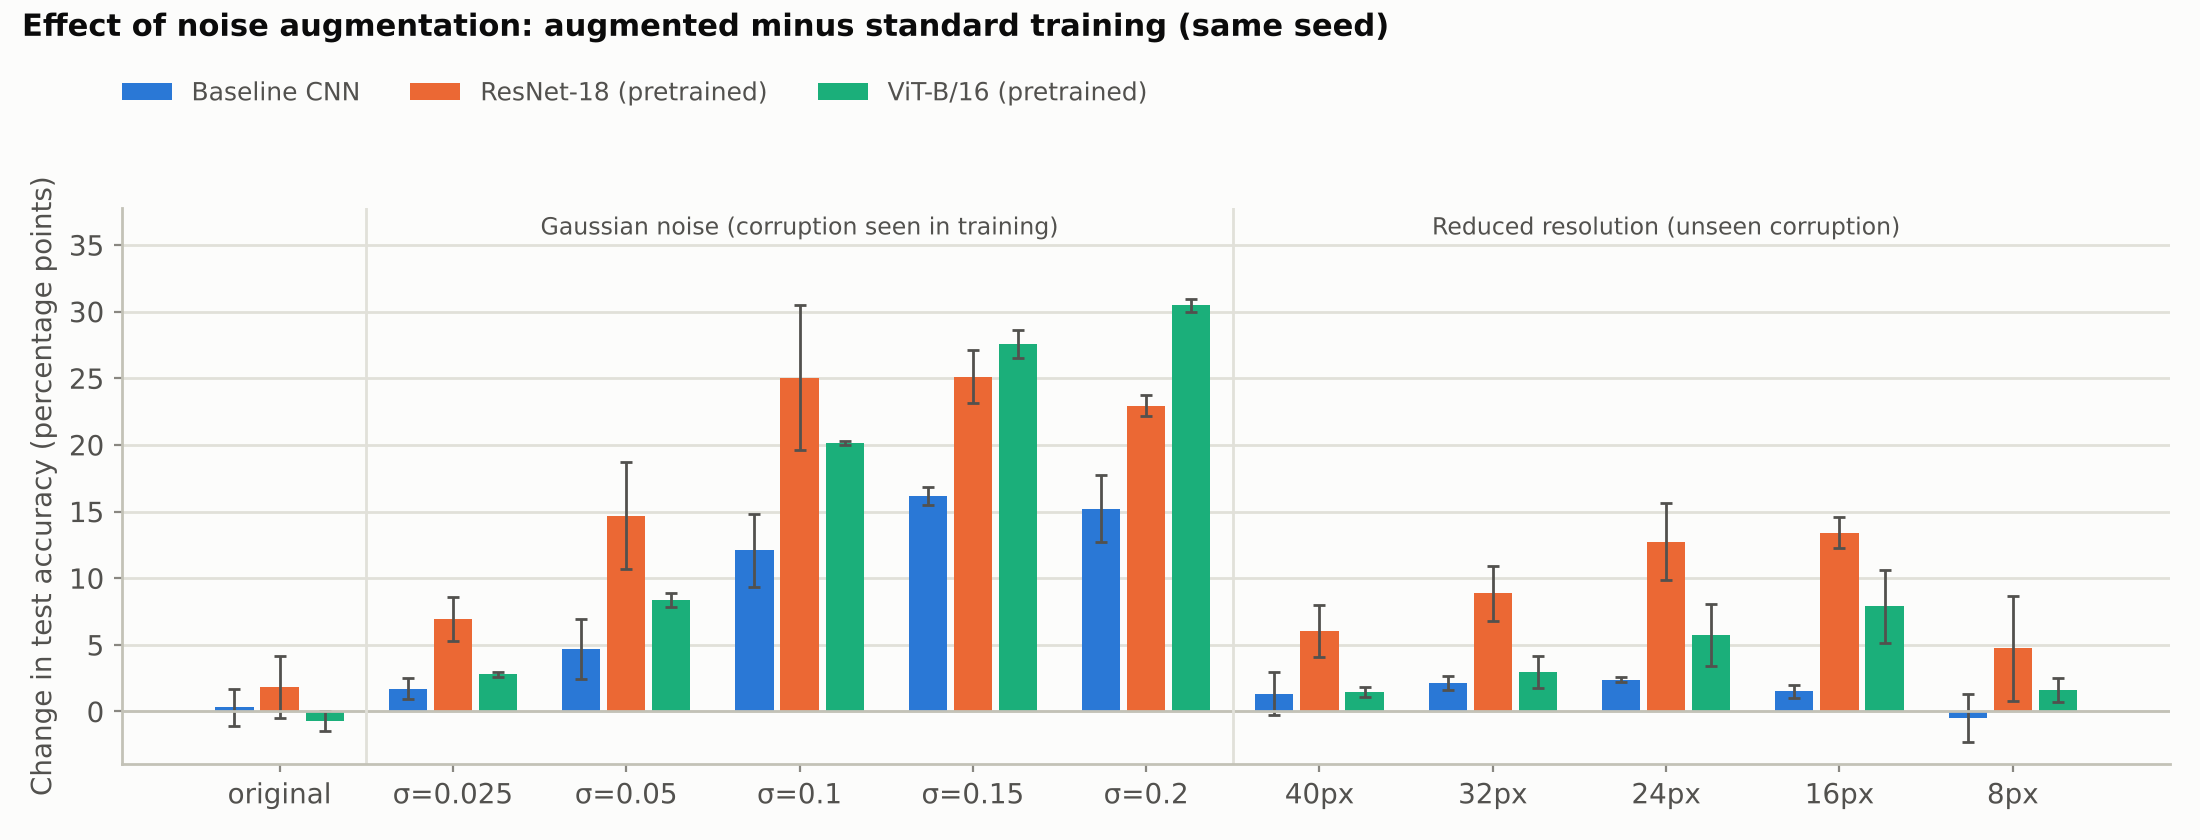 Effect of noise augmentation: augmented minus standard training (same seed)
Baseline CNN
ResNet-18 (pretrained)
ViT-B/16 (pretrained)
Change in test accuracy (percentage points)
Gaussian noise (corruption seen in training)
Reduced resolution (unseen corruption)
35
30
25
20
15
10
5
0
original
σ=0.025
σ=0.05
σ=0.1
σ=0.15
σ=0.2
40px
32px
24px
16px
8px